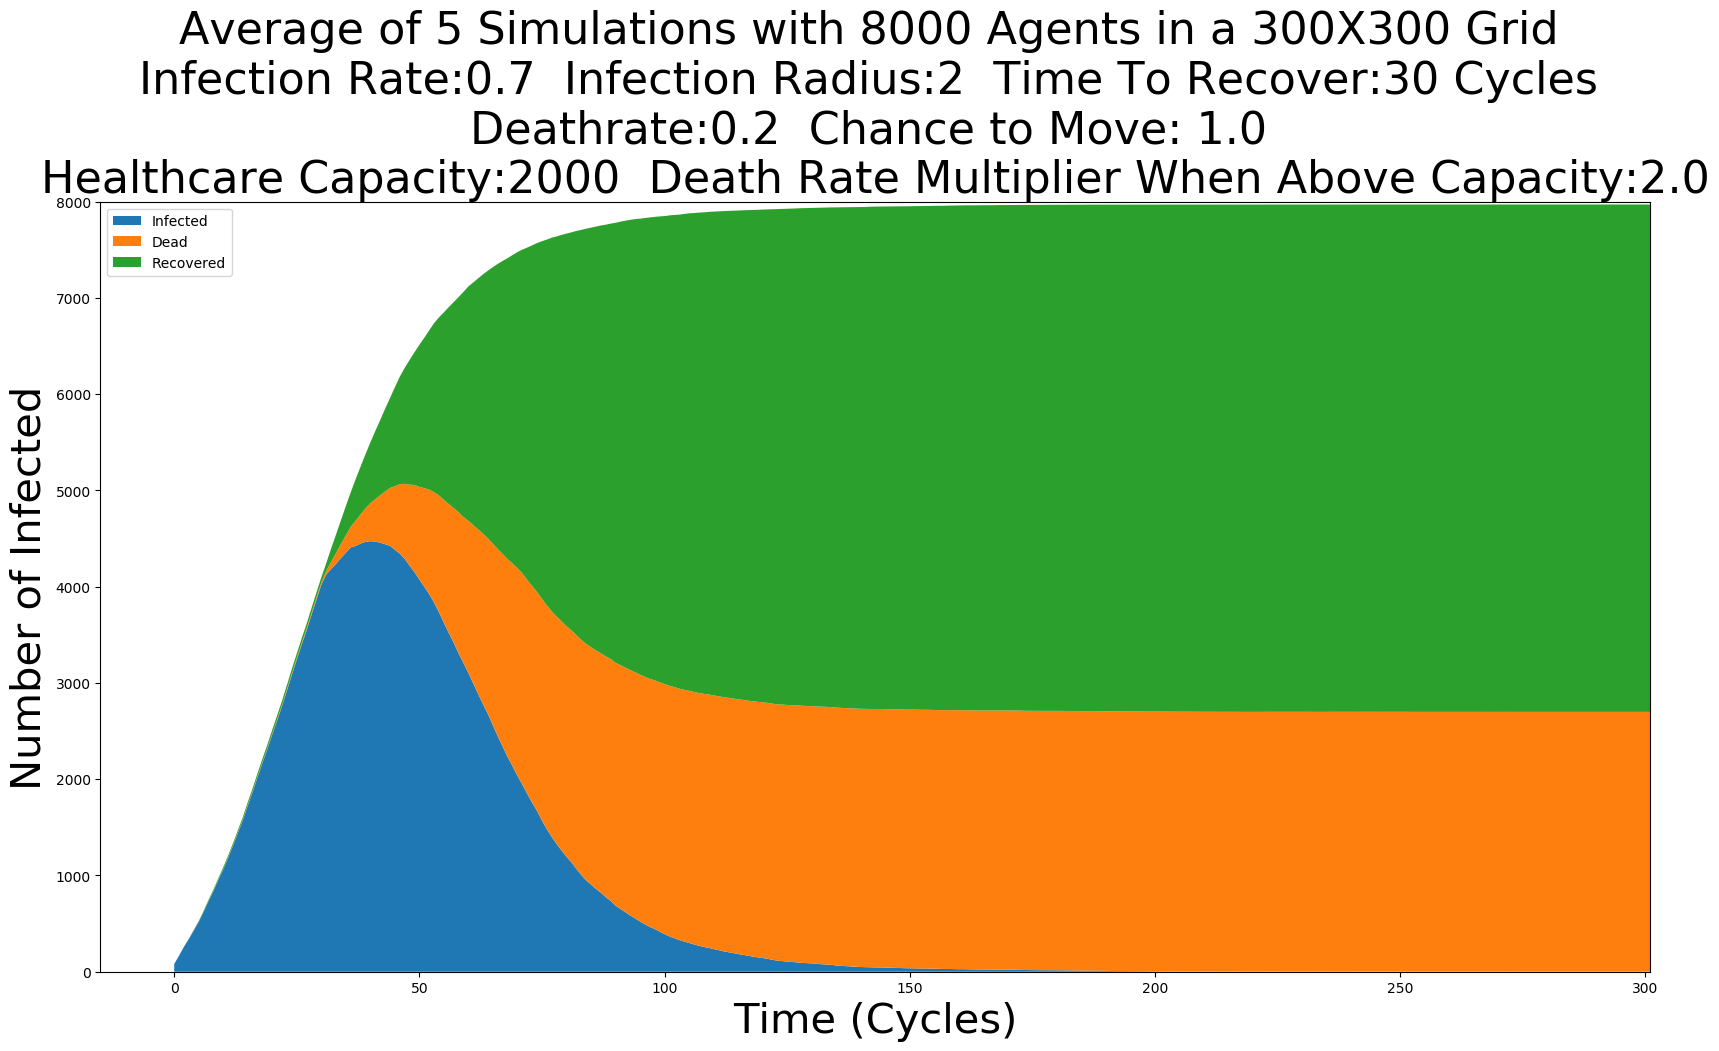 Average of 5 Simulations with 8000 Agents in a 300X300 Grid
Infection Rate:0.7  Infection Radius:2  Time To Recover:30 Cycles
Deathrate:0.2  Chance to Move: 1.0
Healthcare Capacity:2000  Death Rate Multiplier When Above Capacity:2.0
Infected
Dead
Recovered
Number of Infected
8000
7000
6000
5000
4000
3000
2000
1000
0
0 50 100 150 200 250 300
Time (Cycles)